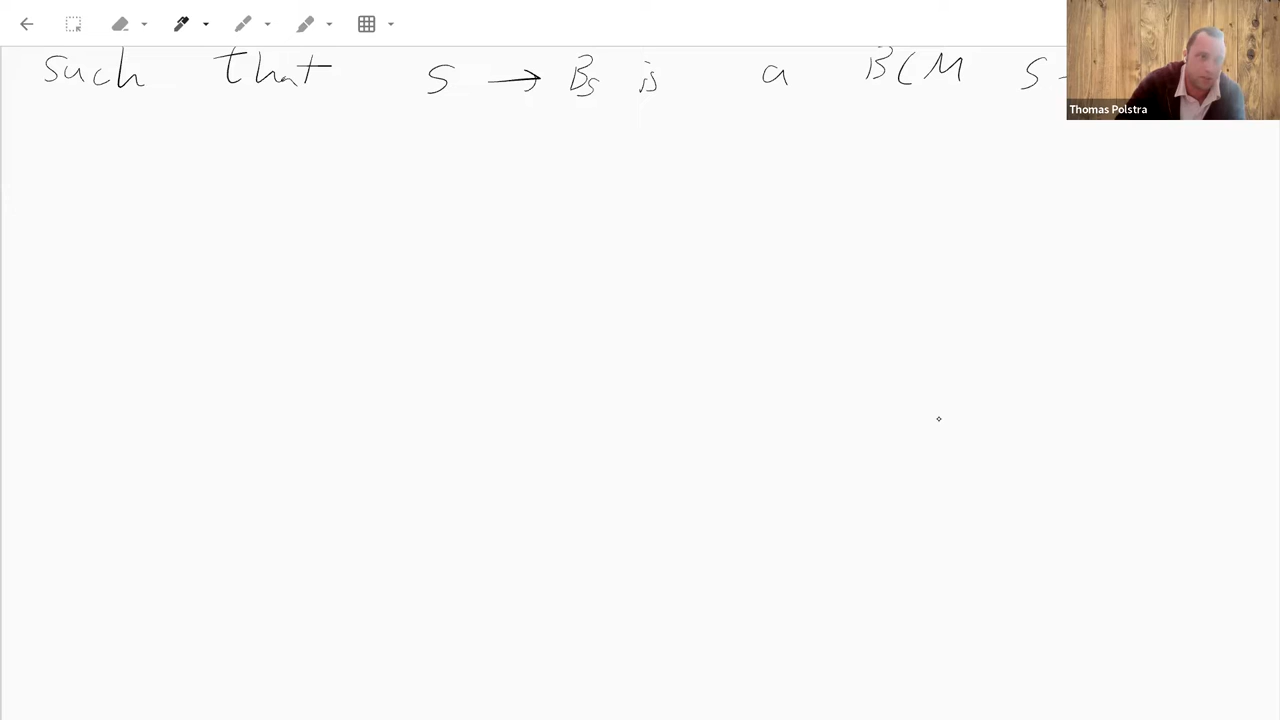 such that S → B_S is a BCM S -
Thomas Polstra